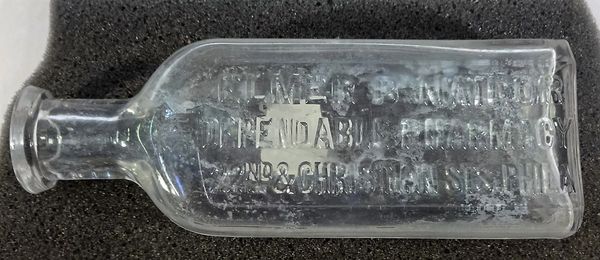 ELMER B
DEPENDABLE PHARMACY
22ND & CHRISTIAN STS PHILA